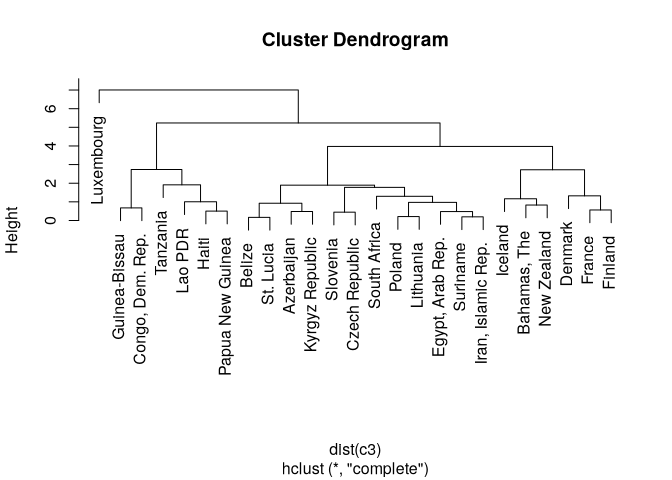 Cluster Dendrogram
Height
6
4
2
0
Luxembourg
Guinea-Bissau
Congo, Dem. Rep.
Tanzania
Lao PDR
Haiti
Papua New Guinea
Belize
St. Lucia
Azerbaijan
Kyrgyz Republic
Slovenia
Czech Republic
South Africa
Poland
Lithuania
Egypt, Arab Rep.
Suriname
Iran, Islamic Rep.
Iceland
Bahamas, The
New Zealand
Denmark
France
Finland
dist(c3)
hclust (*, "complete")